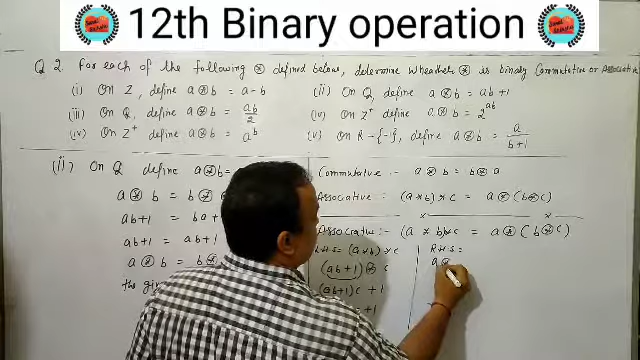 12th Binary operation
Q 2. For each of the following ⊛ defined below, determine wheather ⊛ is binary Commutative or Associative
(i) On Z, define a ⊛ b = a - b
(ii) On Q, define a ⊛ b = ab + 1
(iii) On Q, define a ⊛ b = ab/2
(iv) On Z⁺ define a ⊛ b = 2^ab
(iv) On Z⁺ define a ⊛ b = a^b
(v) On R - {-}, define a ⊛ b = a/b+1
(ii) On Q define a ⊛ b=
a ⊛ b = b ⊛
ab+1 = ba +
ab+1 = ab+1
a ⊛ b = b ⊛
the given
Commutative :- a ⊛ b = b ⊛ a
Associative :- (a * b) * c = a ⊛ (b ⊛ c)
Associative :- (a * b) * c = a ⊛ (b ⊛ c)
L.H.S = (a * b) * c
(ab + 1) ⊛ c
(ab+1)c + 1
+ 1
R.H.S =
a ⊛